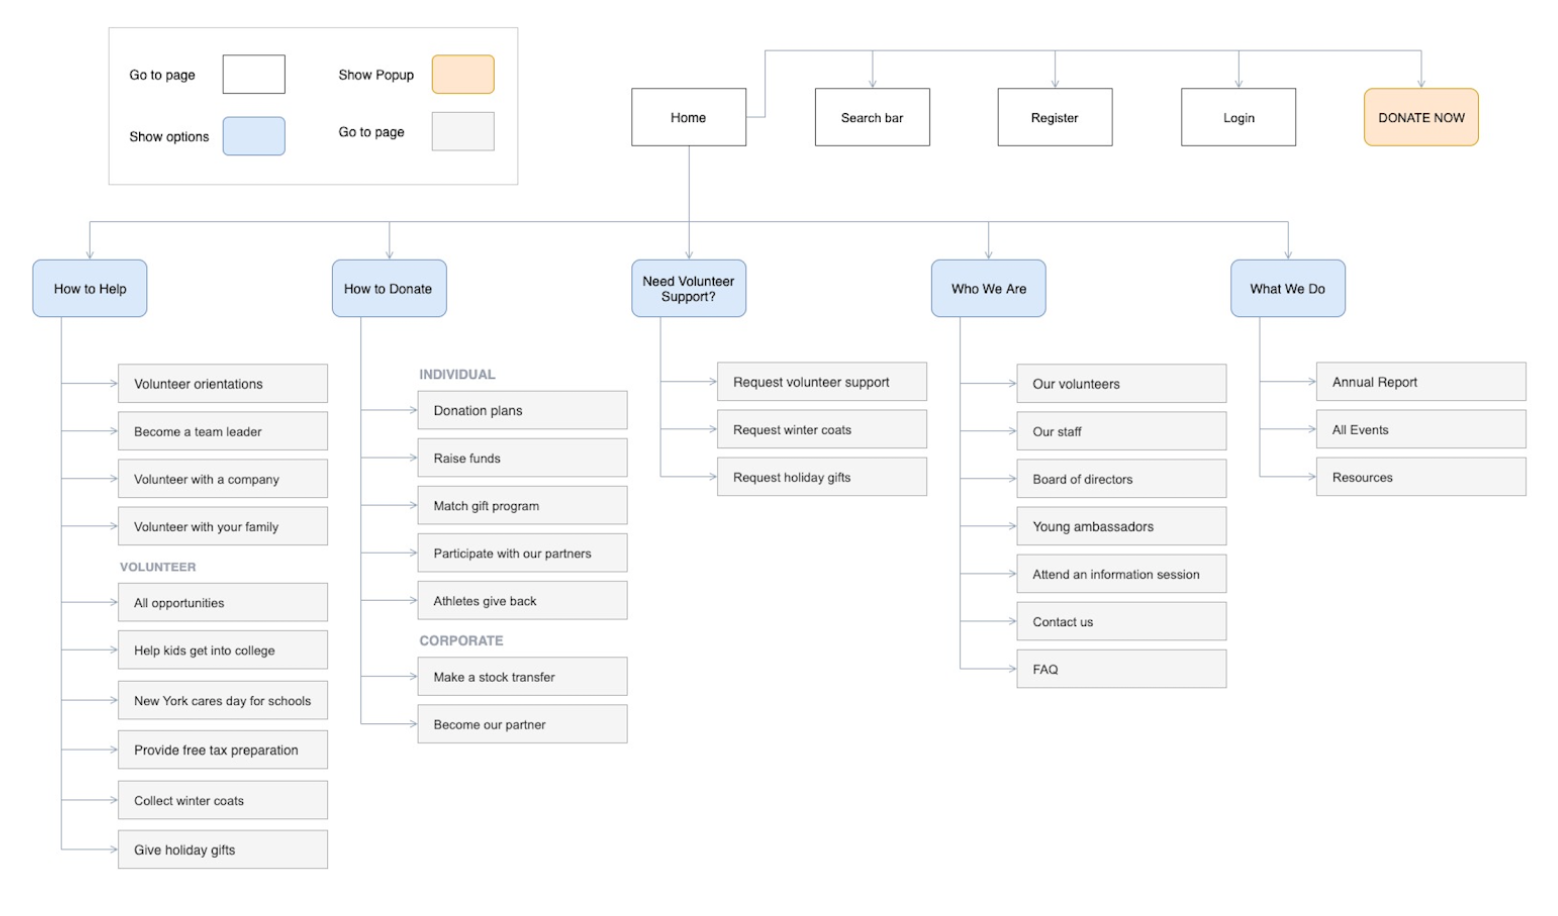 Go to page
Show Popup
Show options
Go to page
Home
Search bar
Register
Login
DONATE NOW
How to Help
How to Donate
Need Volunteer
Support?
Who We Are
What We Do
Volunteer orientations
Become a team leader
Volunteer with a company
Volunteer with your family
VOLUNTEER
All opportunities
Help kids get into college
New York cares day for schools
Provide free tax preparation
Collect winter coats
Give holiday gifts
INDIVIDUAL
Donation plans
Raise funds
Match gift program
Participate with our partners
Athletes give back
CORPORATE
Make a stock transfer
Become our partner
Request volunteer support
Request winter coats
Request holiday gifts
Our volunteers
Our staff
Board of directors
Young ambassadors
Attend an information session
Contact us
FAQ
Annual Report
All Events
Resources